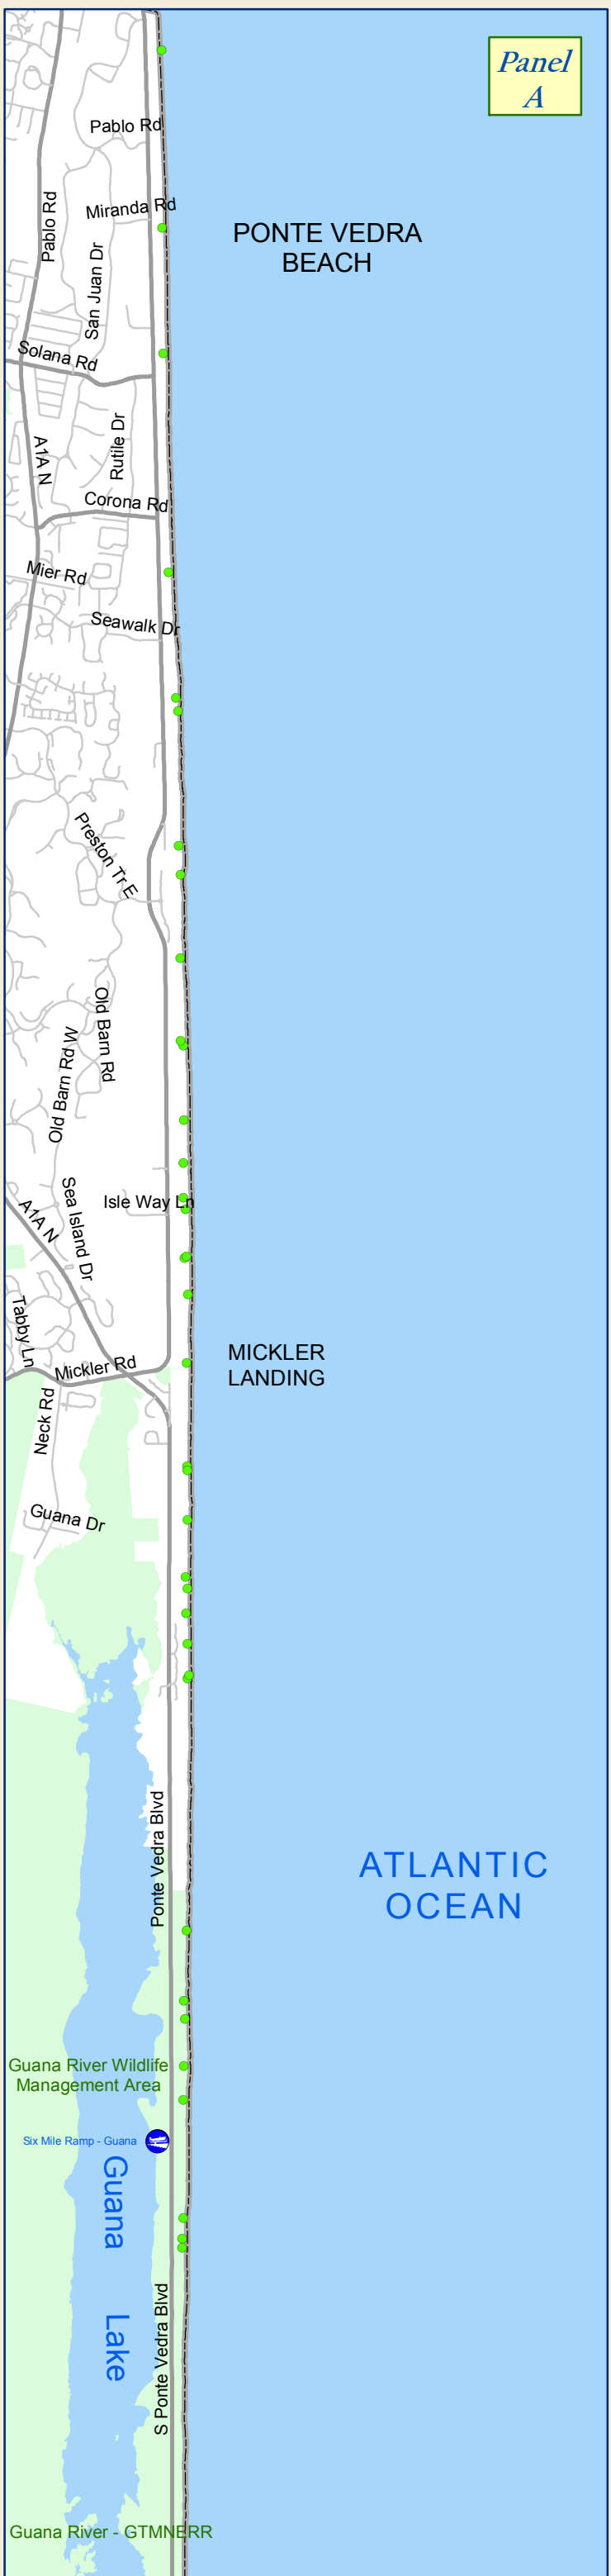 Panel
A
Pablo Rd
Miranda Rd
Pablo Rd
San Juan Dr
PONTE VEDRA
BEACH
Solana Rd
Rutile Dr
A1A N
Corona Rd
Mier Rd
Seawalk Dr
Preston Tr E
Old Barn Rd
Old Barn Rd W
Isle Way Ln
Sea Island Dr
A1A N
Tabby Ln
MICKLER
LANDING
Mickler Rd
Neck Rd
Guana Dr
Ponte Vedra Blvd
ATLANTIC
OCEAN
Guana River Wildlife
Management Area
Six Mile Ramp - Guana
Guana
Lake
S Ponte Vedra Blvd
Guana River - GTMNERR